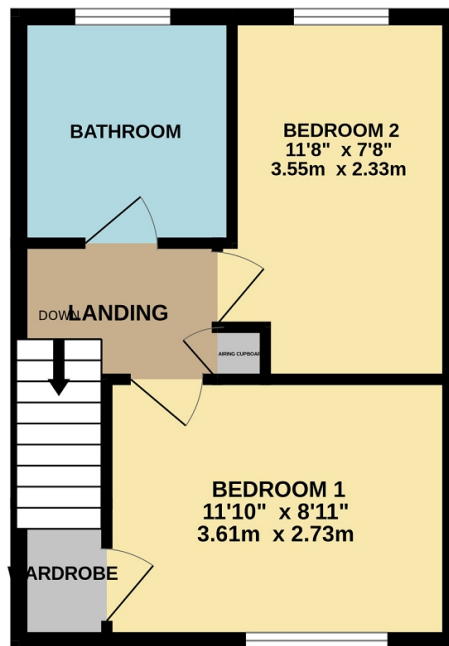 BATHROOM
BEDROOM 2
11'8" x 7'8"
3.55m x 2.33m
DOWN
LANDING
AIRING CUPBOARD
BEDROOM 1
11'10" x 8'11"
3.61m x 2.73m
WARDROBE